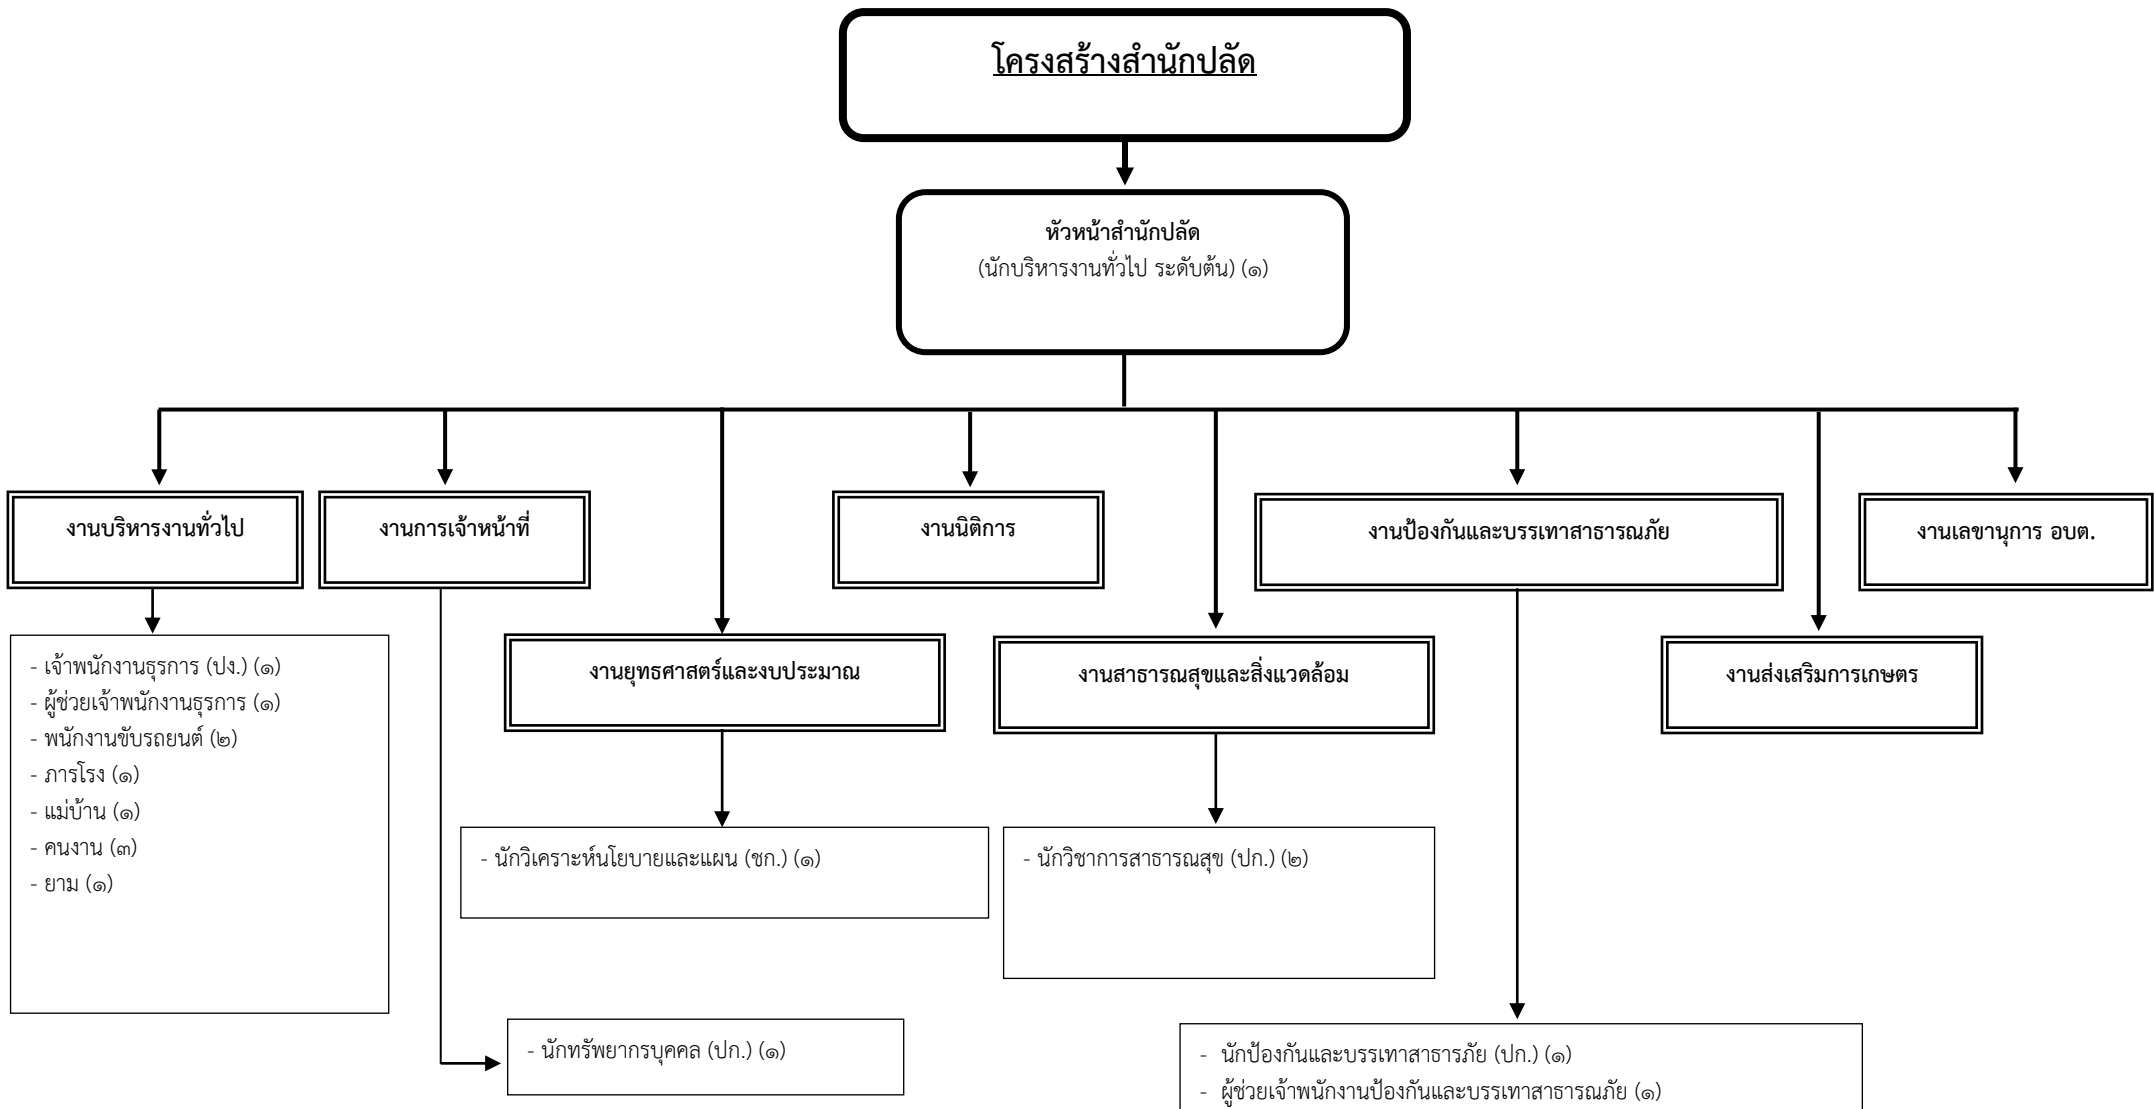 โครงสร้างสำนักปลัด
หัวหน้าสำนักปลัด
(นักบริหารงานทั่วไป ระดับต้น) (๑)
งานบริหารงานทั่วไป
งานการเจ้าหน้าที่
งานนิติการ
งานป้องกันและบรรเทาสาธารณภัย
งานเลขานุการ อบต.
งานยุทธศาสตร์และงบประมาณ
งานสาธารณสุขและสิ่งแวดล้อม
งานส่งเสริมการเกษตร
- เจ้าพนักงานธุรการ (ปง.) (๑)
- ผู้ช่วยเจ้าพนักงานธุรการ (๑)
- พนักงานขับรถยนต์ (๒)
- ภารโรง (๑)
- แม่บ้าน (๑)
- คนงาน (๓)
- ยาม (๑)
- นักวิเคราะห์นโยบายและแผน (ชก.) (๑)
- นักวิชาการสาธารณสุข (ปก.) (๒)
- นักทรัพยากรบุคคล (ปก.) (๑)
- นักป้องกันและบรรเทาสาธารภัย (ปก.) (๑)
- ผู้ช่วยเจ้าพนักงานป้องกันและบรรเทาสาธารณภัย (๑)